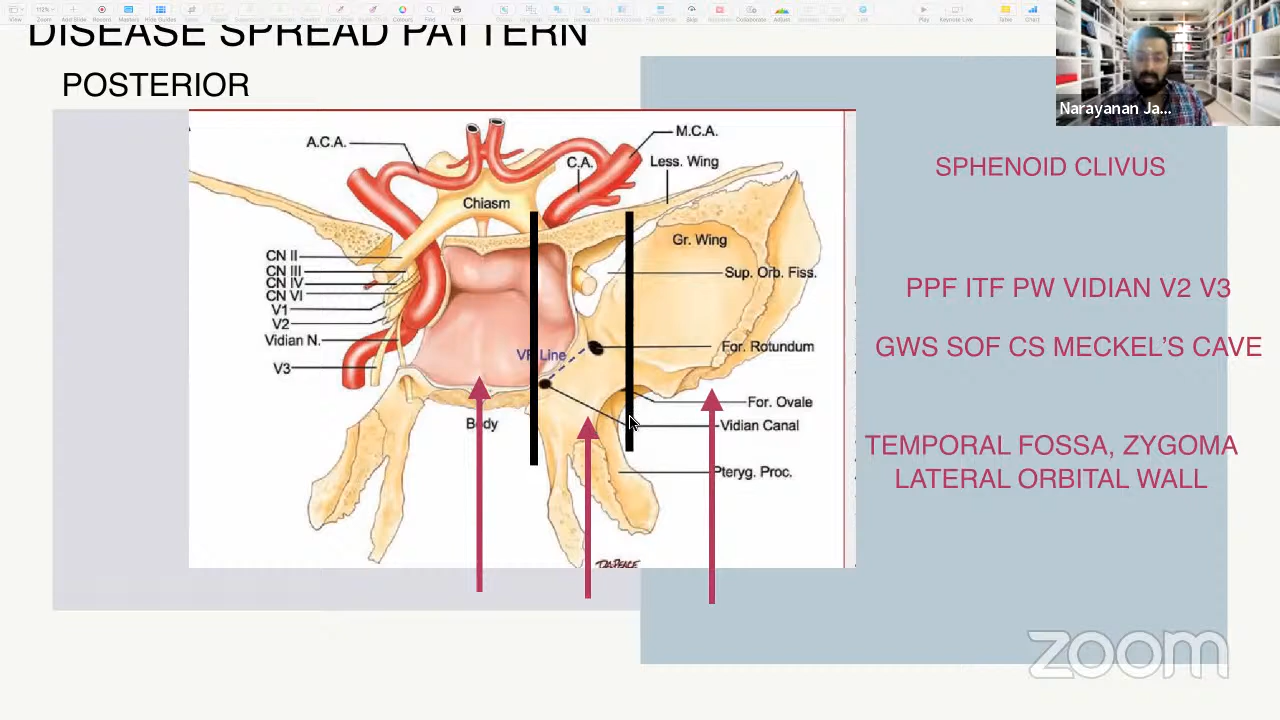 DISEASE SPREAD PATTERN
POSTERIOR
Narayanan Ja...
A.C.A.
M.C.A.
C.A.
Less. Wing
Chiasm
Gr. Wing
CN II
CN III
CN IV
CN VI
V1
V2
Vidian N.
V3
Sup. Orb. Fiss.
VR Line
For. Rotundum
For. Ovale
Body
Vidian Canal
Pteryg. Proc.
SPHENOID CLIVUS
PPF ITF PW VIDIAN V2 V3
GWS SOF CS MECKEL'S CAVE
TEMPORAL FOSSA, ZYGOMA
LATERAL ORBITAL WALL
zoom